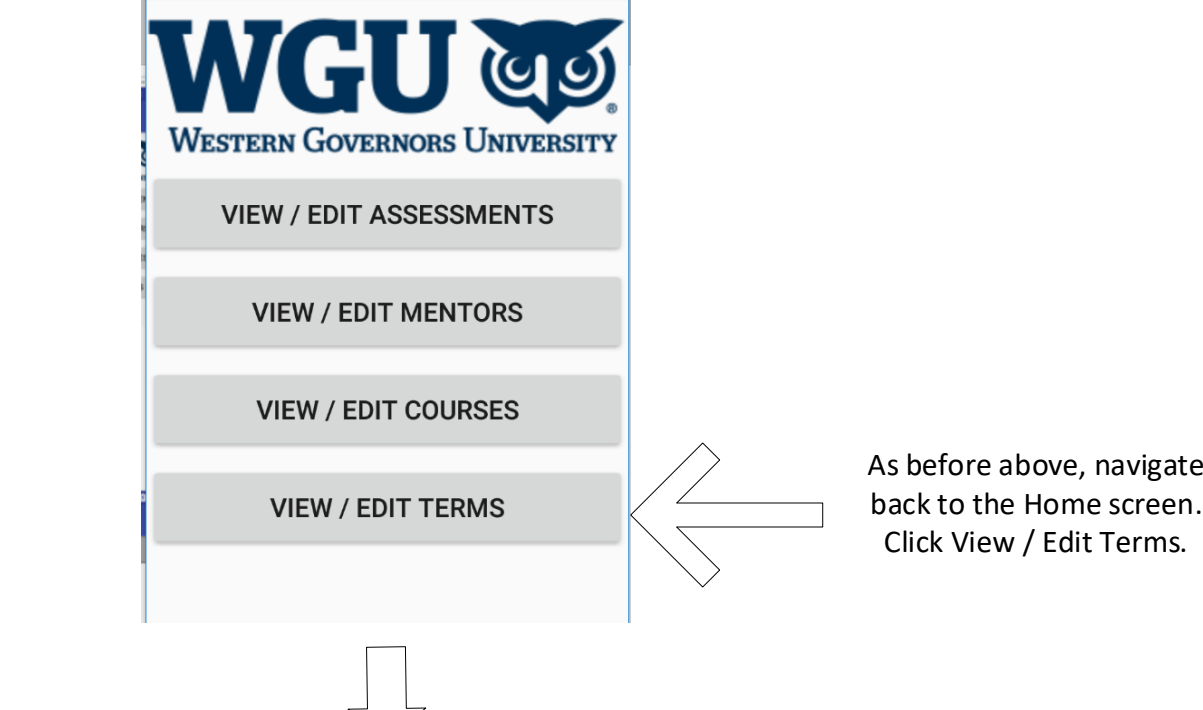 WGU
WESTERN GOVERNORS UNIVERSITY
VIEW / EDIT ASSESSMENTS
VIEW / EDIT MENTORS
VIEW / EDIT COURSES
VIEW / EDIT TERMS
As before above, navigate
back to the Home screen.
Click View / Edit Terms.